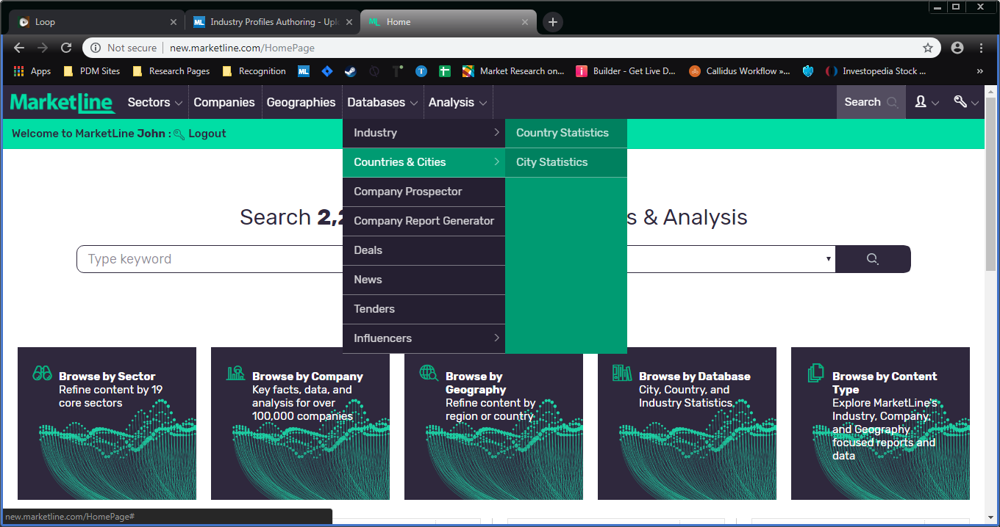 Loop
Industry Profiles Authoring - Uplo
Home
Not secure
new.marketline.com/HomePage
Apps
PDM Sites
Research Pages
Recognition
ML
Market Research on...
Builder - Get Live D...
Callidus Workflow »...
Investopedia Stock ...
»
MarketLine
Sectors
Companies
Geographies
Databases
Analysis
Search
Welcome to MarketLine John : Logout
Industry
Countries & Cities
Company Prospector
Company Report Generator
Deals
News
Tenders
Influencers
Country Statistics
City Statistics
Search 2,2
s & Analysis
Type keyword
Browse by Sector
Refine content by 19
core sectors
Browse by Company
Key facts, data, and
analysis for over
100,000 companies
Browse by
Geography
Refine content by
region or country
Browse by Database
City, Country, and
Industry Statistics
Browse by Content
Type
Explore MarketLine's
Industry, Company,
and Geography
focused reports and
data
new.marketline.com/HomePage#